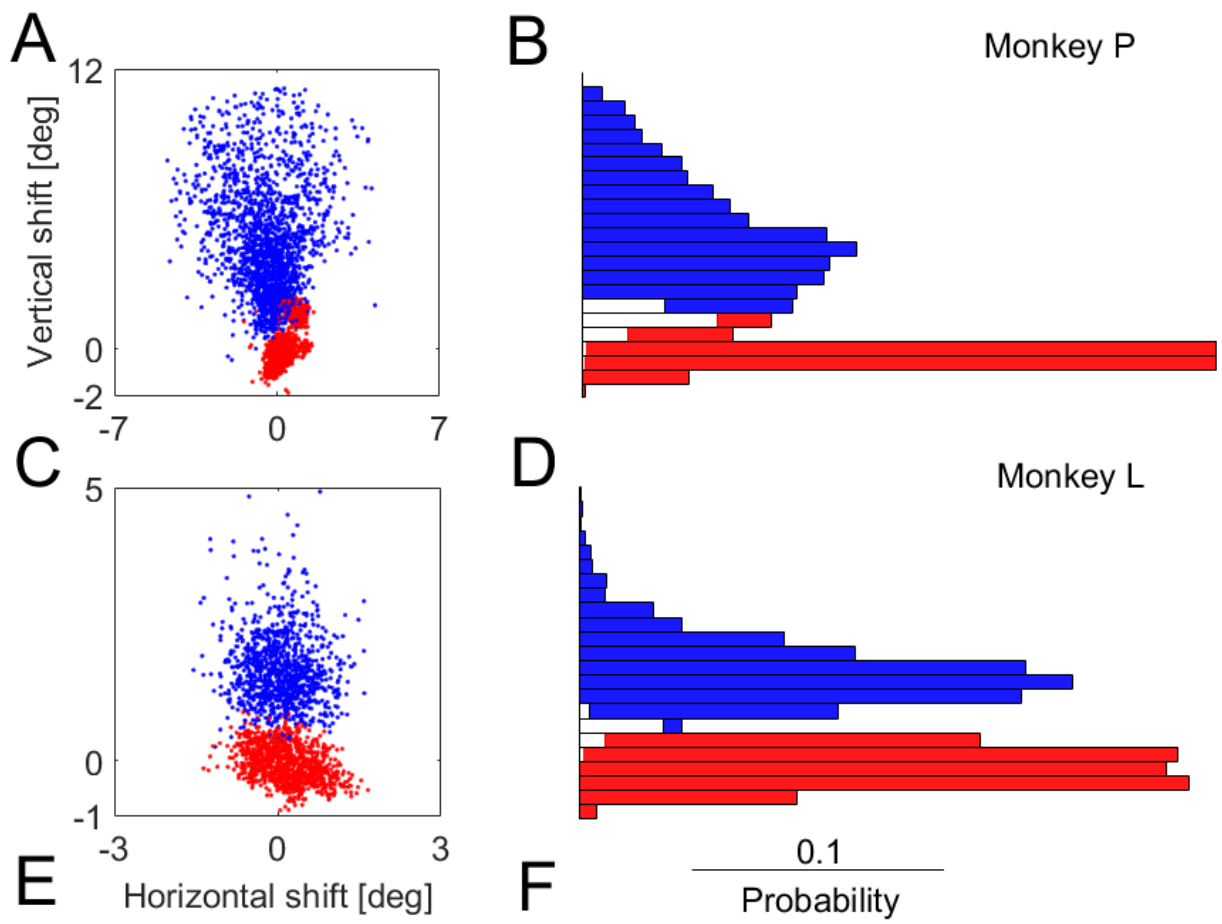 A
B
Monkey P
12
Vertical shift [deg]
0
-2
-7 0 7
C
D
Monkey L
5
0
-1
-3 0 3
E
Horizontal shift [deg]
F
0.1
Probability